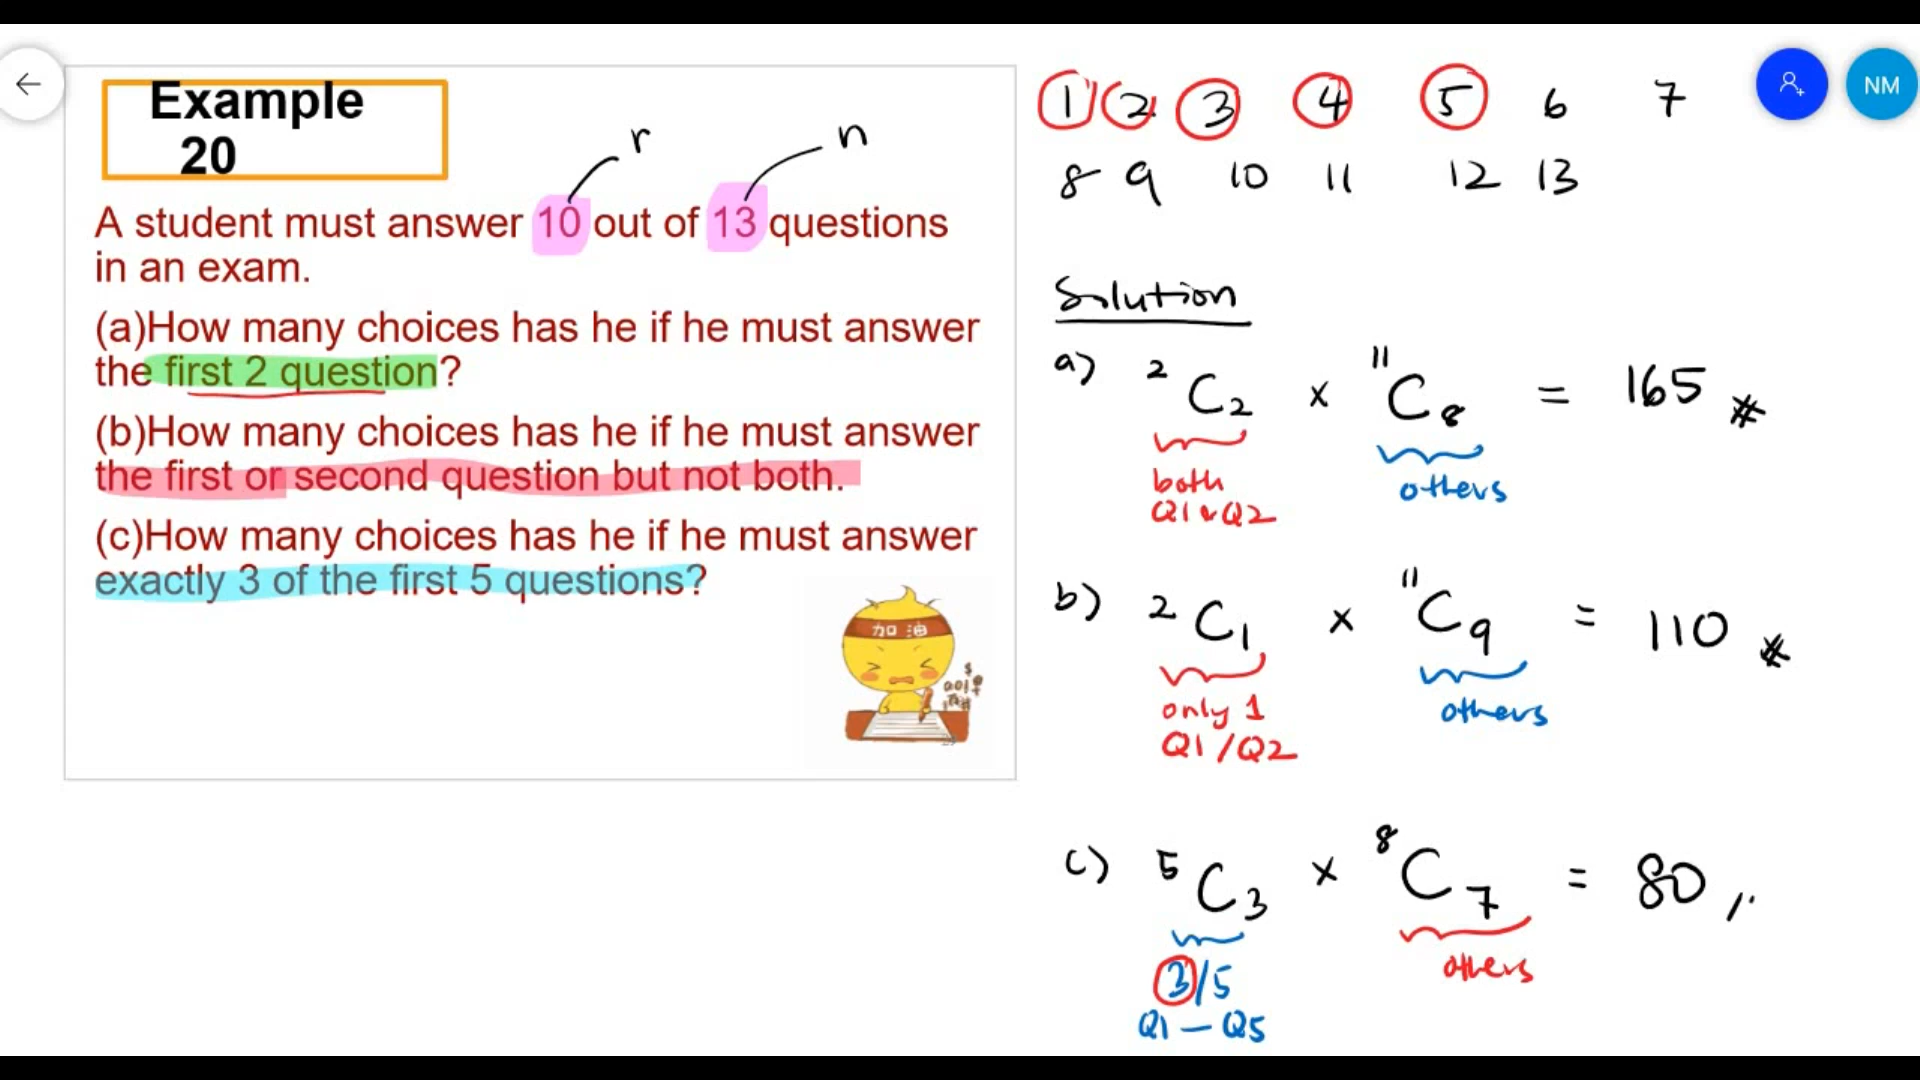 Example
20
r
n
A student must answer 10 out of 13 questions
in an exam.
(a)How many choices has he if he must answer
the first 2 question?
(b)How many choices has he if he must answer
the first or second question but not both.
(c)How many choices has he if he must answer
exactly 3 of the first 5 questions?
加油
1 2 3 4 5 6 7
8 9 10 11 12 13
NM
Solution
a) ²C₂ × ¹¹C₈ = 165 #
both
Q1 & Q2
others
b) ²C₁ × ¹¹C₉ = 110 #
only 1
Q1/Q2
others
c) ⁵C₃ × ⁸C₇ = 80
3/5
Q1 — Q5
others